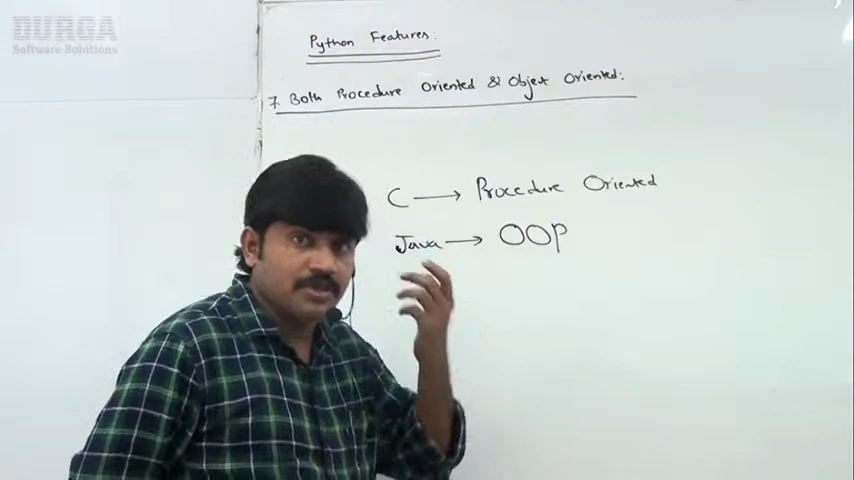 DURGA
Software Solutions
Python Features:
7. Both Procedure Oriented & Object Oriented:
C → Procedure Oriented
Java → OOP